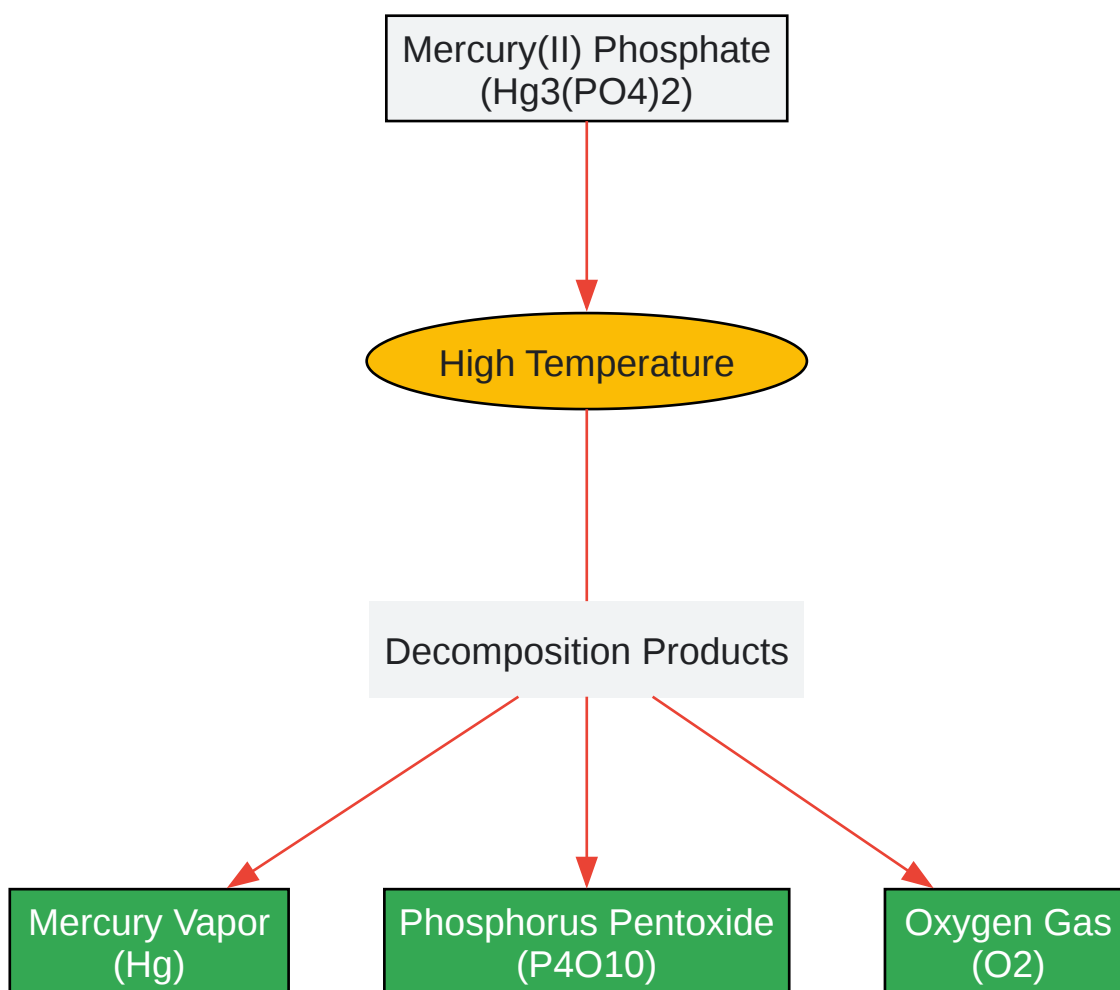 Mercury(II) Phosphate
(Hg3(PO4)2)
High Temperature
Decomposition Products
Mercury Vapor
(Hg)
Phosphorus Pentoxide
(P4O10)
Oxygen Gas
(O2)